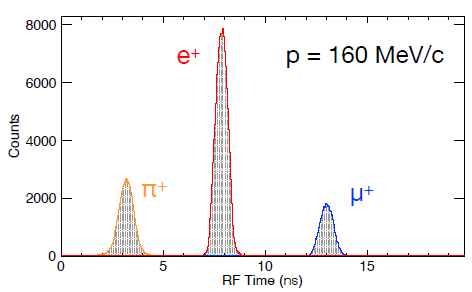 8000
6000
4000
2000
0
Counts
e⁺
p = 160 MeV/c
π⁺
μ⁺
0
5
10
15
RF Time (ns)